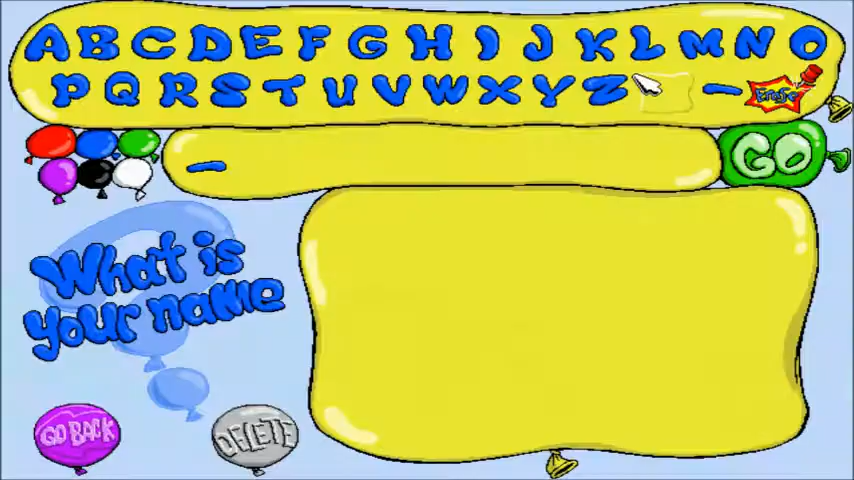 A B C D E F G H I J K L M N O
P Q R S T U V W X Y Z - Erase
- GO
What is
your name
GO BACK DELETE